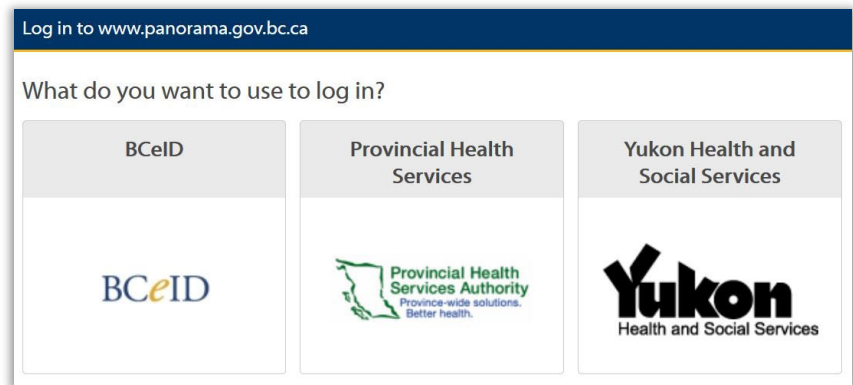 Log in to www.panorama.gov.bc.ca
What do you want to use to log in?
BCeID
Provincial Health
Services
Yukon Health and
Social Services
BCeID
Provincial Health
Services Authority
Province-wide solutions.
Better health.
Yukon
Health and Social Services